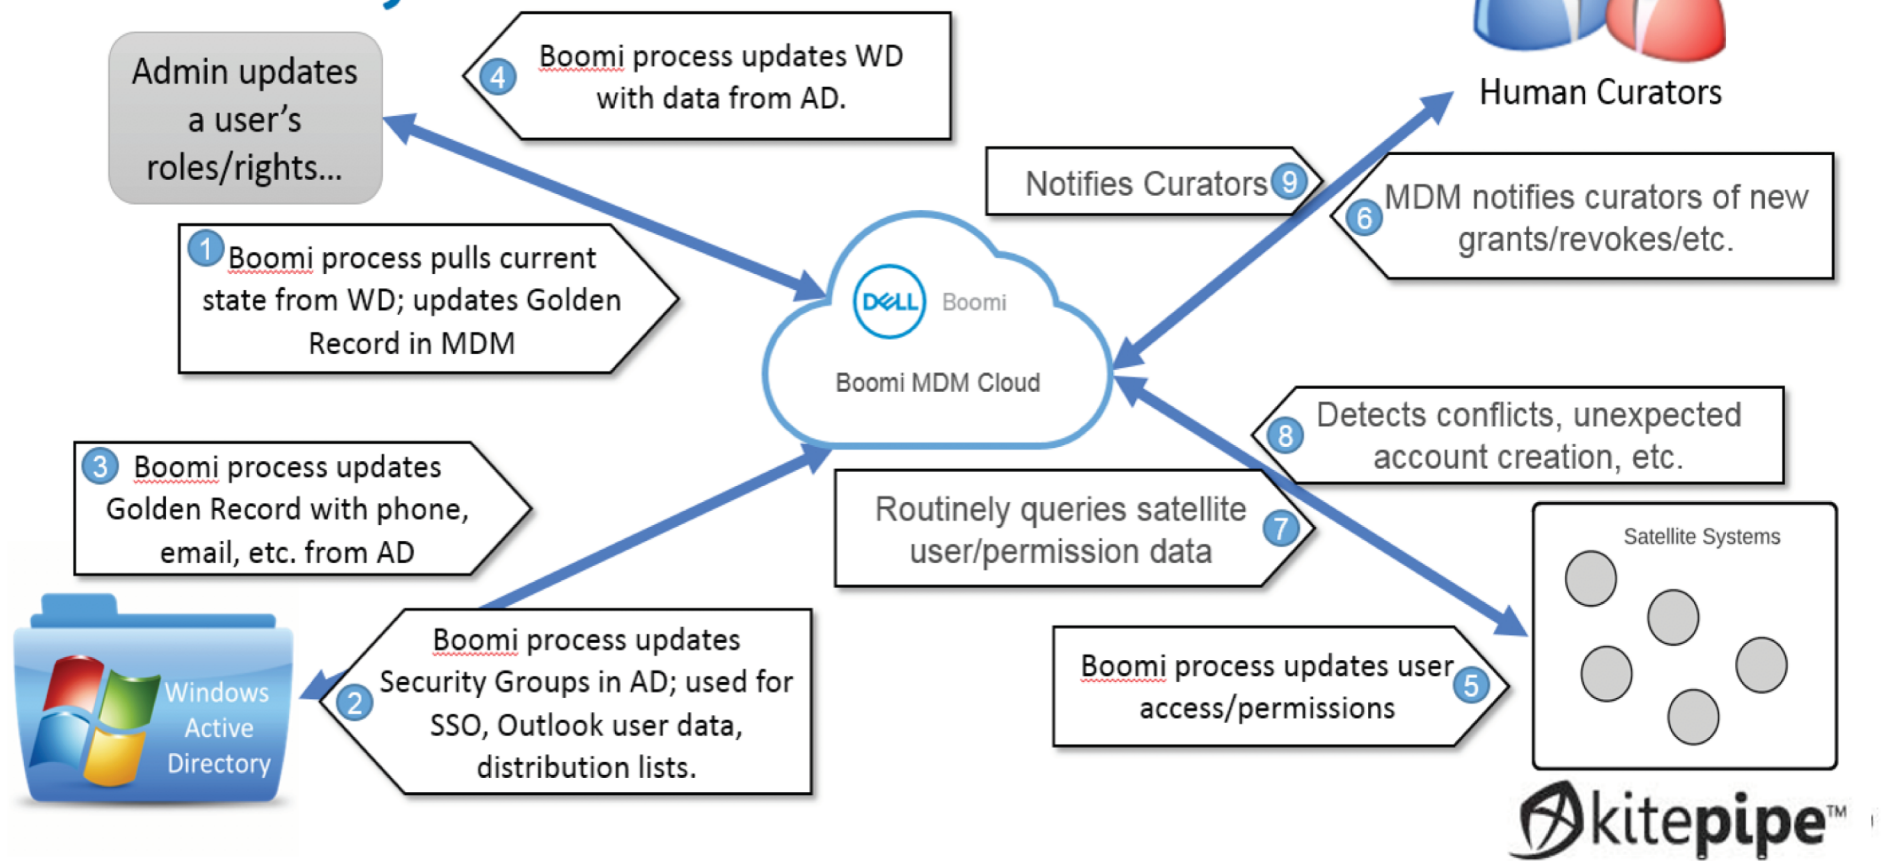 Admin updates
a user's
roles/rights...
4
Boomi process updates WD
with data from AD.
Human Curators
Notifies Curators
9
6
MDM notifies curators of new
grants/revokes/etc.
1
Boomi process pulls current
state from WD; updates Golden
Record in MDM
DELL Boomi
Boomi MDM Cloud
8
Detects conflicts, unexpected
account creation, etc.
3
Boomi process updates
Golden Record with phone,
email, etc. from AD
Routinely queries satellite
user/permission data
7
Satellite Systems
Windows
Active
Directory
2
Boomi process updates
Security Groups in AD; used for
SSO, Outlook user data,
distribution lists.
Boomi process updates user
access/permissions
5
kitepipe™